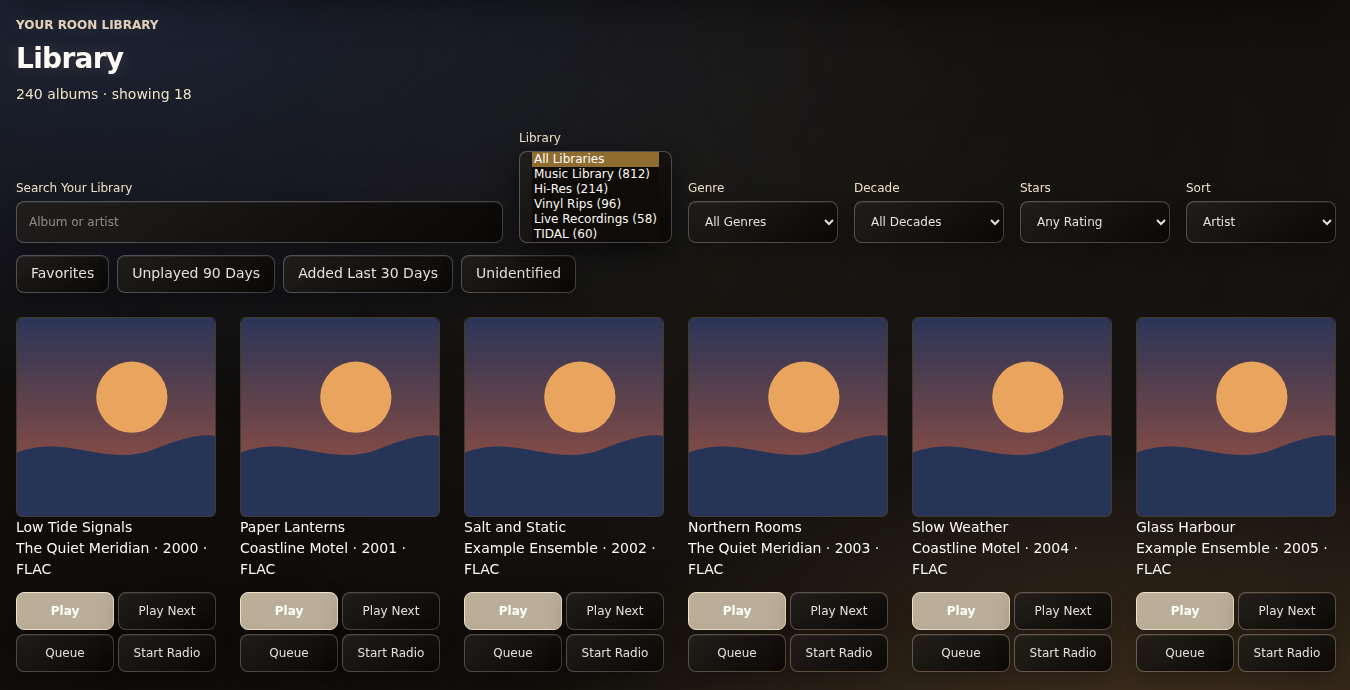 YOUR ROON LIBRARY
Library
240 albums · showing 18
Library
All Libraries
Music Library (812)
Hi-Res (214)
Vinyl Rips (96)
Live Recordings (58)
TIDAL (60)
Search Your Library
Album or artist
Genre
All Genres
Decade
All Decades
Stars
Any Rating
Sort
Artist
Favorites
Unplayed 90 Days
Added Last 30 Days
Unidentified
Low Tide Signals
The Quiet Meridian · 2000 ·
FLAC
Play
Play Next
Queue
Start Radio
Paper Lanterns
Coastline Motel · 2001 ·
FLAC
Play
Play Next
Queue
Start Radio
Salt and Static
Example Ensemble · 2002 ·
FLAC
Play
Play Next
Queue
Start Radio
Northern Rooms
The Quiet Meridian · 2003 ·
FLAC
Play
Play Next
Queue
Start Radio
Slow Weather
Coastline Motel · 2004 ·
FLAC
Play
Play Next
Queue
Start Radio
Glass Harbour
Example Ensemble · 2005 ·
FLAC
Play
Play Next
Queue
Start Radio